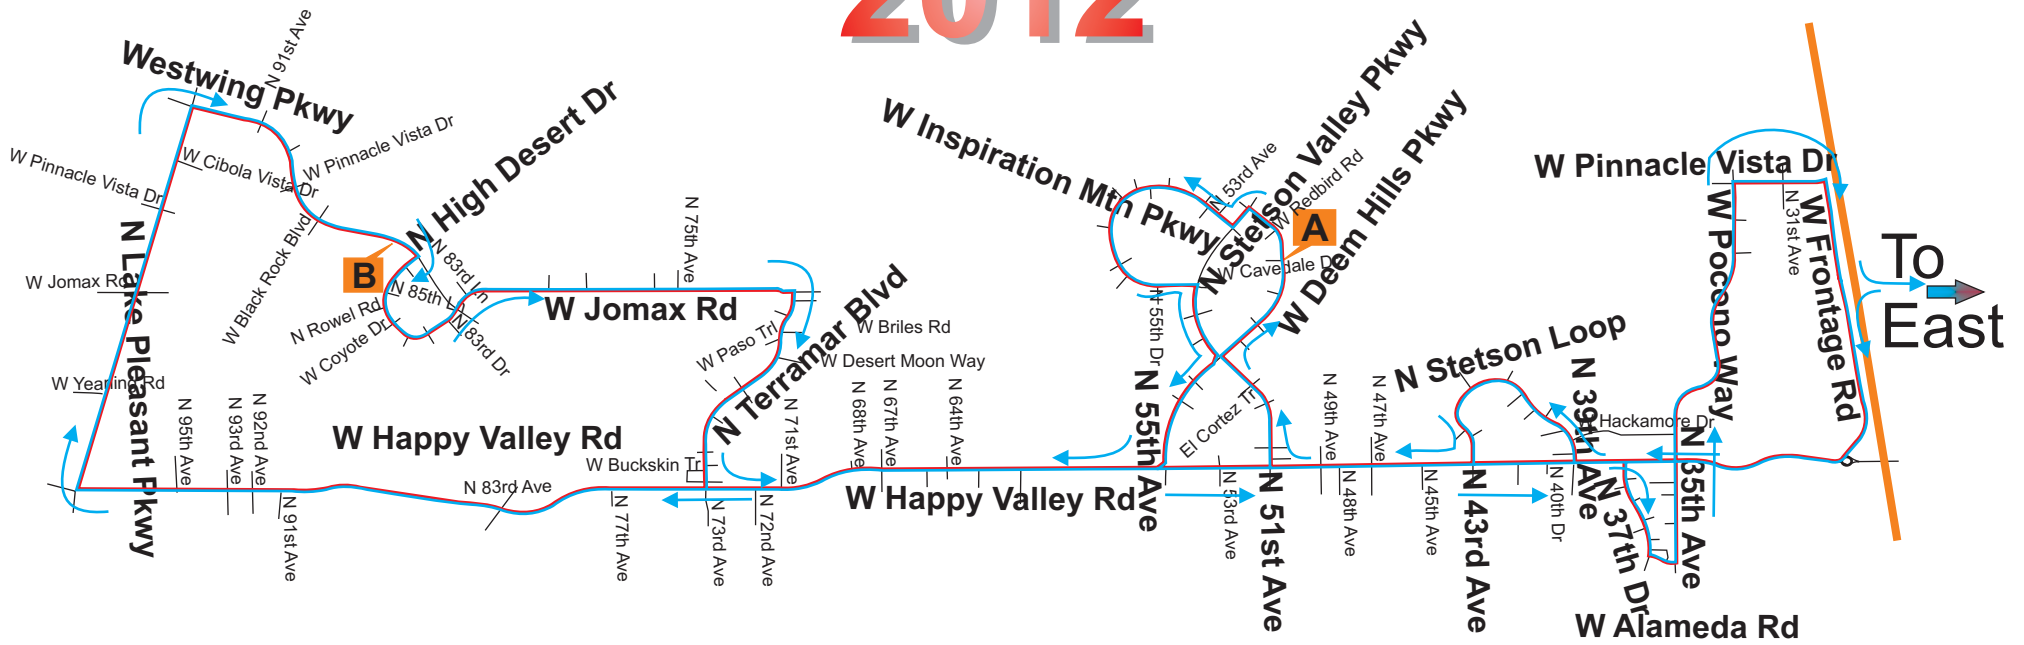 2012
Westwing Pkwy
N 91st Ave
W Pinnacle Vista Dr
W Cibola Vista Dr
W Pinnacle Vista Dr
N High Desert Dr
N Lake Pleasant Pkwy
W Jomax Rd
W Black Rock Blvd
B
N 83rd Ln
N 85th Ln
N Rowel Rd
W Coyote Dr
N 83rd Dr
W Yearling Rd
N 75th Ave
W Jomax Rd
W Paso Trl
N Terramar Blvd
W Briles Rd
W Desert Moon Way
N 95th Ave
N 93rd Ave
N 92nd Ave
W Happy Valley Rd
N 91st Ave
N 83rd Ave
W Buckskin Tr
N 77th Ave
N 73rd Ave
N 72nd Ave
N 71st Ave
N 68th Ave
N 67th Ave
N 64th Ave
W Happy Valley Rd
W Inspiration Mtn Pkwy
N 53rd Ave
N Stetson Valley Pkwy
W Redbird Rd
A
W Cavedale Dr
W Deem Hills Pkwy
N 55th Dr
N 55th Ave
El Cortez Tr
N 53rd Ave
N 51st Ave
N 49th Ave
N 48th Ave
N 47th Ave
N 45th Ave
N Stetson Loop
N 43rd Ave
N 40th Dr
N 39th Ave
Hackamore Dr
N 37th Dr
N 35th Ave
W Alameda Rd
W Pinnacle Vista Dr
W Pocono Way
N 31st Ave
W Frontage Rd
To
East